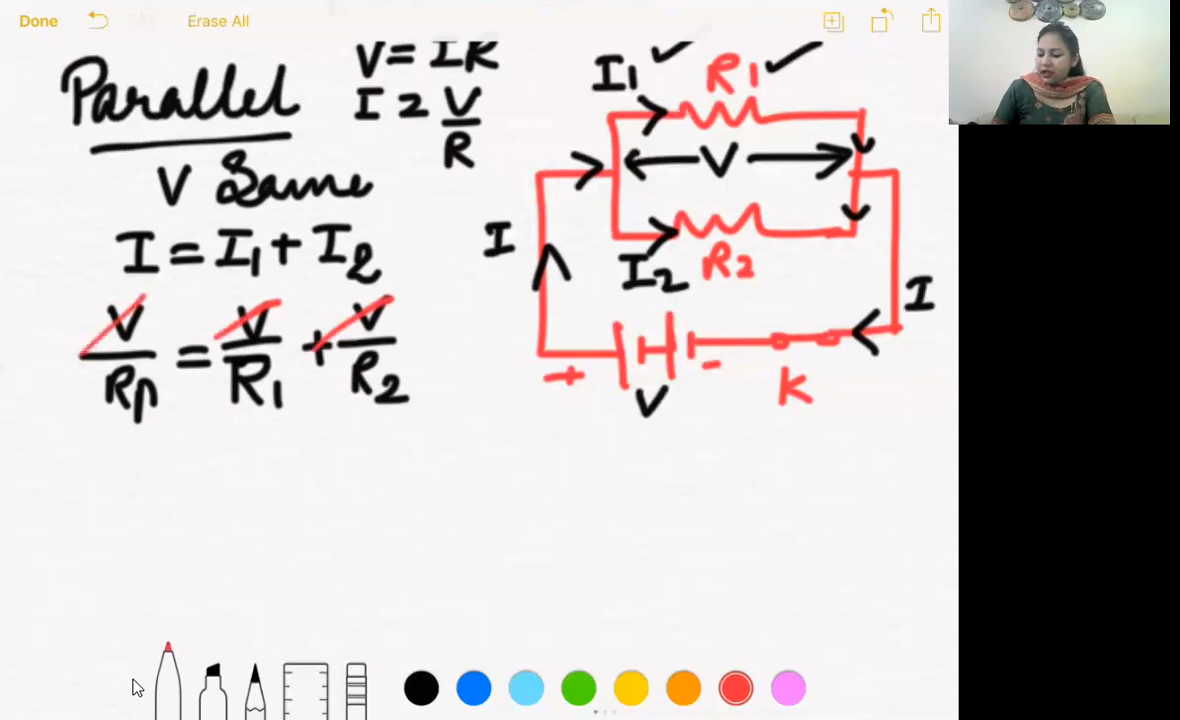 Done
Erase All
Parallel
V = IR
I = V/R
V Same
I = I1 + I2
V/Rp = V/R1 + V/R2
I1
R1
V
I
I2
R2
I
+
-
V
K